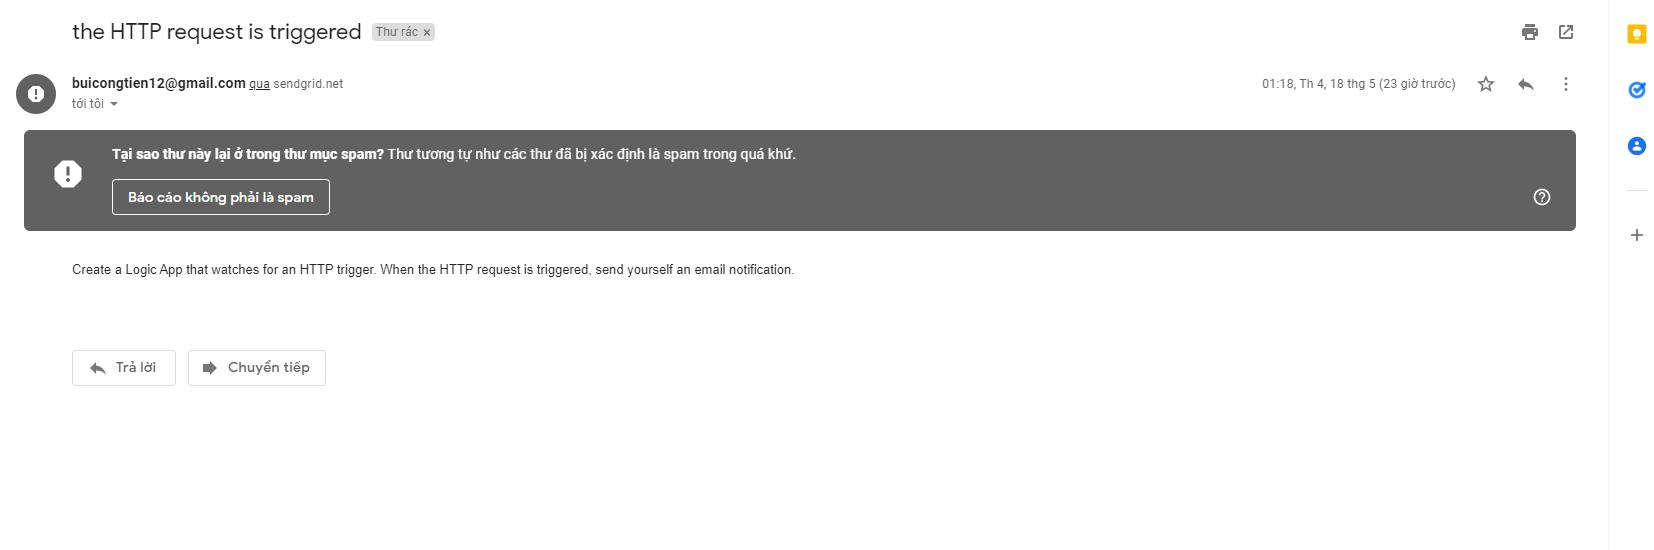 the HTTP request is triggered Thư rác ×
buicongtien12@gmail.com qua sendgrid.net 01:18, Th 4, 18 thg 5 (23 giờ trước)
tới tôi
Tại sao thư này lại ở trong thư mục spam? Thư tương tự như các thư đã bị xác định là spam trong quá khứ.
Báo cáo không phải là spam
Create a Logic App that watches for an HTTP trigger. When the HTTP request is triggered, send yourself an email notification.
Trả lời Chuyển tiếp